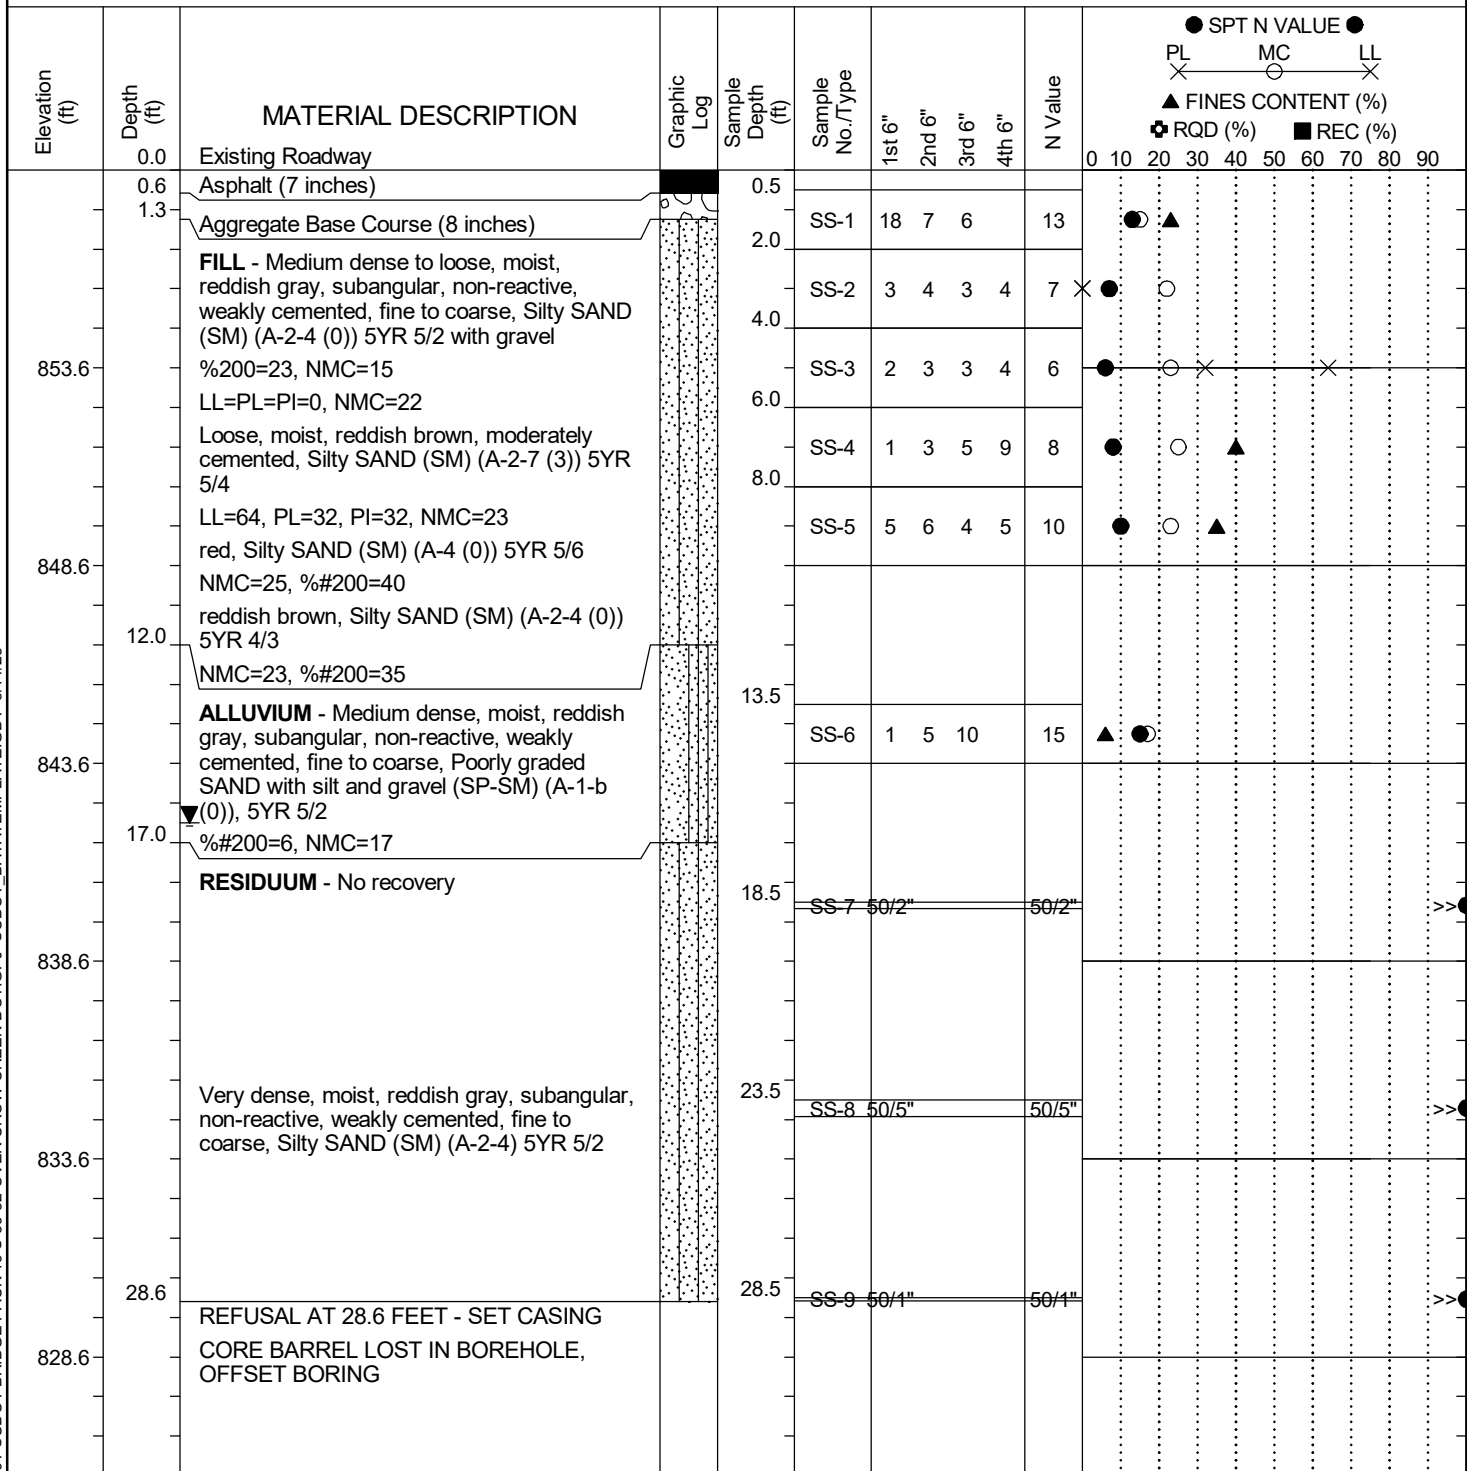 ● SPT N VALUE ●
PL MC LL
▲ FINES CONTENT (%)
RQD (%) ■ REC (%)
0 10 20 30 40 50 60 70 80 90
Elevation (ft)
Depth (ft)
MATERIAL DESCRIPTION
Graphic Log
Sample Depth (ft)
Sample No./Type
1st 6"
2nd 6"
3rd 6"
4th 6"
N Value
0.0 Existing Roadway
0.6 Asphalt (7 inches)
1.3 Aggregate Base Course (8 inches)
FILL - Medium dense to loose, moist,
reddish gray, subangular, non-reactive,
weakly cemented, fine to coarse, Silty SAND
(SM) (A-2-4 (0)) 5YR 5/2 with gravel
%200=23, NMC=15
LL=PL=PI=0, NMC=22
Loose, moist, reddish brown, moderately
cemented, Silty SAND (SM) (A-2-7 (3)) 5YR
5/4
LL=64, PL=32, PI=32, NMC=23
red, Silty SAND (SM) (A-4 (0)) 5YR 5/6
NMC=25, %#200=40
reddish brown, Silty SAND (SM) (A-2-4 (0))
5YR 4/3
12.0
NMC=23, %#200=35
ALLUVIUM - Medium dense, moist, reddish
gray, subangular, non-reactive, weakly
cemented, fine to coarse, Poorly graded
SAND with silt and gravel (SP-SM) (A-1-b
(0)), 5YR 5/2
17.0
%#200=6, NMC=17
RESIDUUM - No recovery
Very dense, moist, reddish gray, subangular,
non-reactive, weakly cemented, fine to
coarse, Silty SAND (SM) (A-2-4) 5YR 5/2
28.6
REFUSAL AT 28.6 FEET - SET CASING
CORE BARREL LOST IN BOREHOLE,
OFFSET BORING
853.6
848.6
843.6
838.6
833.6
828.6
0.5
SS-1 18 7 6 13
2.0
SS-2 3 4 3 4 7
4.0
SS-3 2 3 3 4 6
6.0
SS-4 1 3 5 9 8
8.0
SS-5 5 6 4 5 10
13.5
SS-6 1 5 10 15
18.5
SS-7 50/2" 50/2" >>
23.5
SS-8 50/5" 50/5" >>
28.5
SS-9 50/1" 50/1" >>